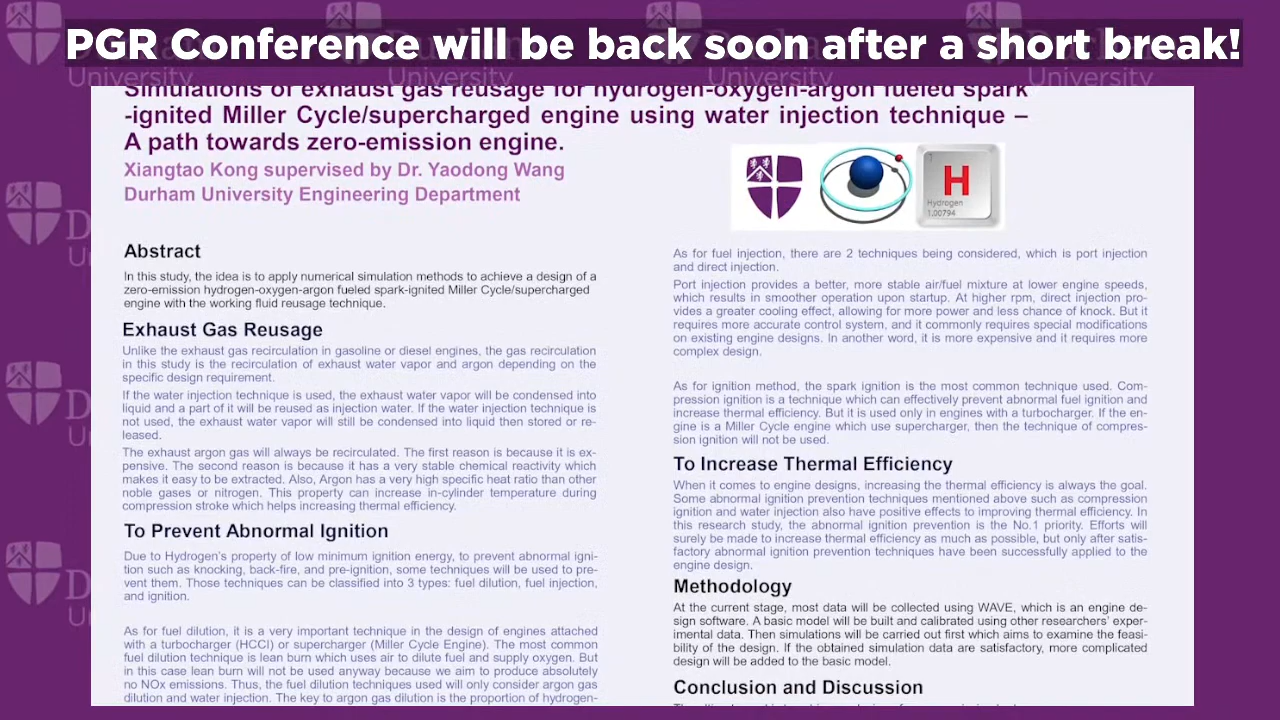 PGR Conference will be back soon after a short break!
Simulations of exhaust gas reusage for hydrogen-oxygen-argon fueled spark
-ignited Miller Cycle/supercharged engine using water injection technique –
A path towards zero-emission engine.
Xiangtao Kong supervised by Dr. Yaodong Wang
Durham University Engineering Department
1
H
Hydrogen
1.00794
Abstract
In this study, the idea is to apply numerical simulation methods to achieve a design of a
zero-emission hydrogen-oxygen-argon fueled spark-ignited Miller Cycle/supercharged
engine with the working fluid reusage technique.
Exhaust Gas Reusage
Unlike the exhaust gas recirculation in gasoline or diesel engines, the gas recirculation
in this study is the recirculation of exhaust water vapor and argon depending on the
specific design requirement.
If the water injection technique is used, the exhaust water vapor will be condensed into
liquid and a part of it will be reused as injection water. If the water injection technique is
not used, the exhaust water vapor will still be condensed into liquid then stored or re-
leased.
The exhaust argon gas will always be recirculated. The first reason is because it is ex-
pensive. The second reason is because it has a very stable chemical reactivity which
makes it easy to be extracted. Also, Argon has a very high specific heat ratio than other
noble gases or nitrogen. This property can increase in-cylinder temperature during
compression stroke which helps increasing thermal efficiency.
To Prevent Abnormal Ignition
Due to Hydrogen's property of low minimum ignition energy, to prevent abnormal igni-
tion such as knocking, back-fire, and pre-ignition, some techniques will be used to pre-
vent them. Those techniques can be classified into 3 types: fuel dilution, fuel injection,
and ignition.
As for fuel dilution, it is a very important technique in the design of engines attached
with a turbocharger (HCCI) or supercharger (Miller Cycle Engine). The most common
fuel dilution technique is lean burn which uses air to dilute fuel and supply oxygen. But
in this case lean burn will not be used anyway because we aim to produce absolutely
no NOx emissions. Thus, the fuel dilution techniques used will only consider argon gas
dilution and water injection. The key to argon gas dilution is the proportion of hydrogen-
As for fuel injection, there are 2 techniques being considered, which is port injection
and direct injection.
Port injection provides a better, more stable air/fuel mixture at lower engine speeds,
which results in smoother operation upon startup. At higher rpm, direct injection pro-
vides a greater cooling effect, allowing for more power and less chance of knock. But it
requires more accurate control system, and it commonly requires special modifications
on existing engine designs. In another word, it is more expensive and it requires more
complex design.
As for ignition method, the spark ignition is the most common technique used. Com-
pression ignition is a technique which can effectively prevent abnormal fuel ignition and
increase thermal efficiency. But it is used only in engines with a turbocharger. If the en-
gine is a Miller Cycle engine which use supercharger, then the technique of compres-
sion ignition will not be used.
To Increase Thermal Efficiency
When it comes to engine designs, increasing the thermal efficiency is always the goal.
Some abnormal ignition prevention techniques mentioned above such as compression
ignition and water injection also have positive effects to improving thermal efficiency. In
this research study, the abnormal ignition prevention is the No.1 priority. Efforts will
surely be made to increase thermal efficiency as much as possible, but only after satis-
factory abnormal ignition prevention techniques have been successfully applied to the
engine design.
Methodology
At the current stage, most data will be collected using WAVE, which is an engine de-
sign software. A basic model will be built and calibrated using other researchers' exper-
imental data. Then simulations will be carried out first which aims to examine the feasi-
bility of the design. If the obtained simulation data are satisfactory, more complicated
design will be added to the basic model.
Conclusion and Discussion